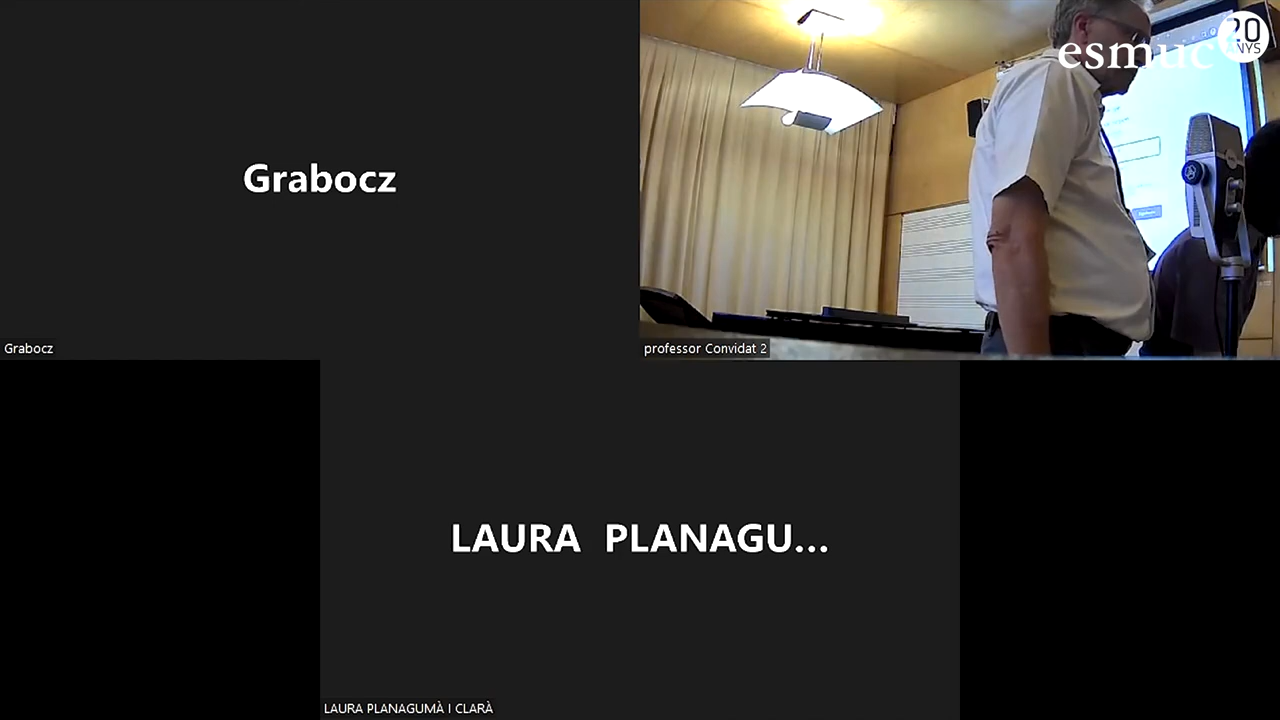 Grabocz
Grabocz
esmuc
20
ANYS
professor Convidat 2
LAURA PLANAGU...
LAURA PLANAGUMÀ I CLARÀ